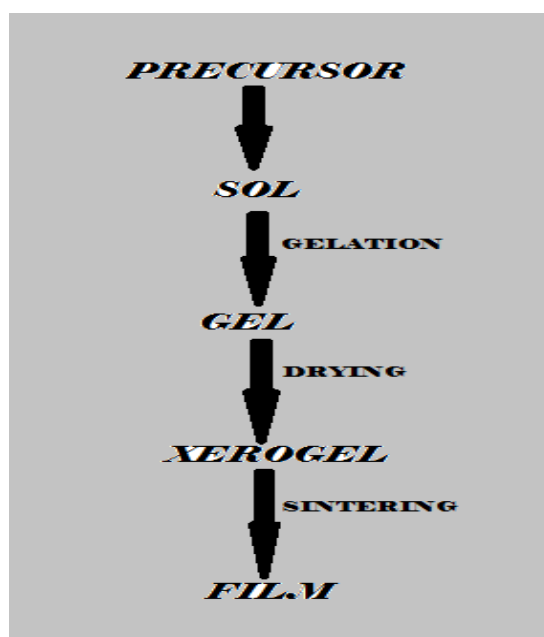 PRECURSOR
SOL
GELATION
GEL
DRYING
XEROGEL
SINTERING
FILM